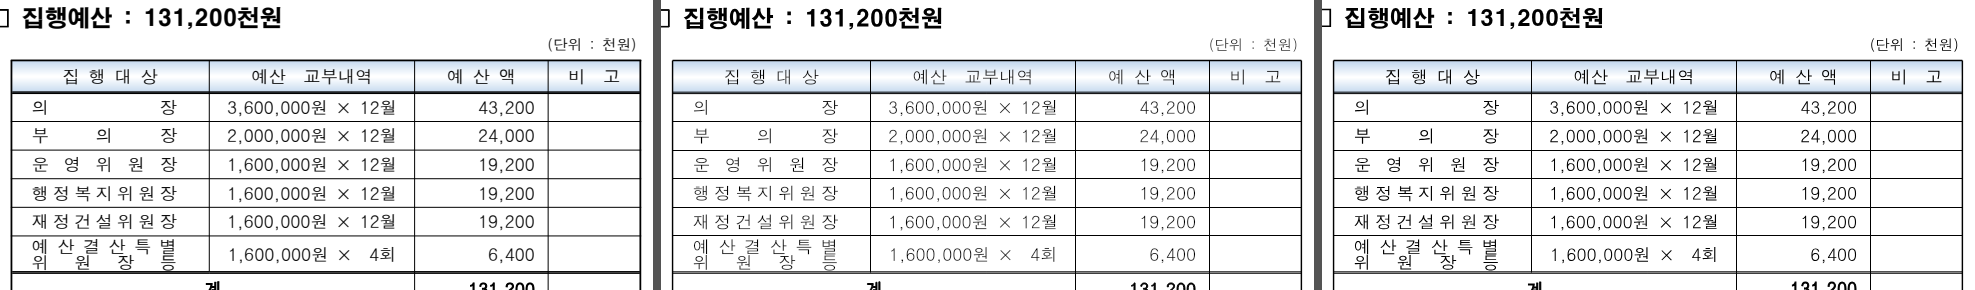 □ 집행예산 : 131,200천원
(단위 : 천원)
집 행 대 상 예산 교부내역 예 산 액 비 고
의 장 3,600,000원 × 12월 43,200
부 의 장 2,000,000원 × 12월 24,000
운 영 위 원 장 1,600,000원 × 12월 19,200
행정복지위원장 1,600,000원 × 12월 19,200
재정건설위원장 1,600,000원 × 12월 19,200
예 산 결 산 특 별
위 원 장 등 1,600,000원 × 4회 6,400
계 131,200
□ 집행예산 : 131,200천원
(단위 : 천원)
집 행 대 상 예산 교부내역 예 산 액 비 고
의 장 3,600,000원 × 12월 43,200
부 의 장 2,000,000원 × 12월 24,000
운 영 위 원 장 1,600,000원 × 12월 19,200
행정복지위원장 1,600,000원 × 12월 19,200
재정건설위원장 1,600,000원 × 12월 19,200
예 산 결 산 특 별
위 원 장 등 1,600,000원 × 4회 6,400
계 131,200
□ 집행예산 : 131,200천원
(단위 : 천원)
집 행 대 상 예산 교부내역 예 산 액 비 고
의 장 3,600,000원 × 12월 43,200
부 의 장 2,000,000원 × 12월 24,000
운 영 위 원 장 1,600,000원 × 12월 19,200
행정복지위원장 1,600,000원 × 12월 19,200
재정건설위원장 1,600,000원 × 12월 19,200
예 산 결 산 특 별
위 원 장 등 1,600,000원 × 4회 6,400
계 131,200